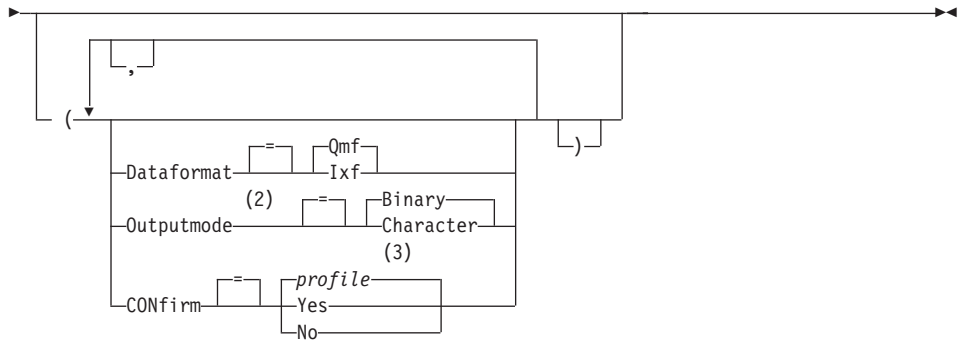 ,
(
)
= Qmf
Dataformat Ixf
(2)
= Binary
Outputmode Character
(3)
= profile
CONfirm Yes
No